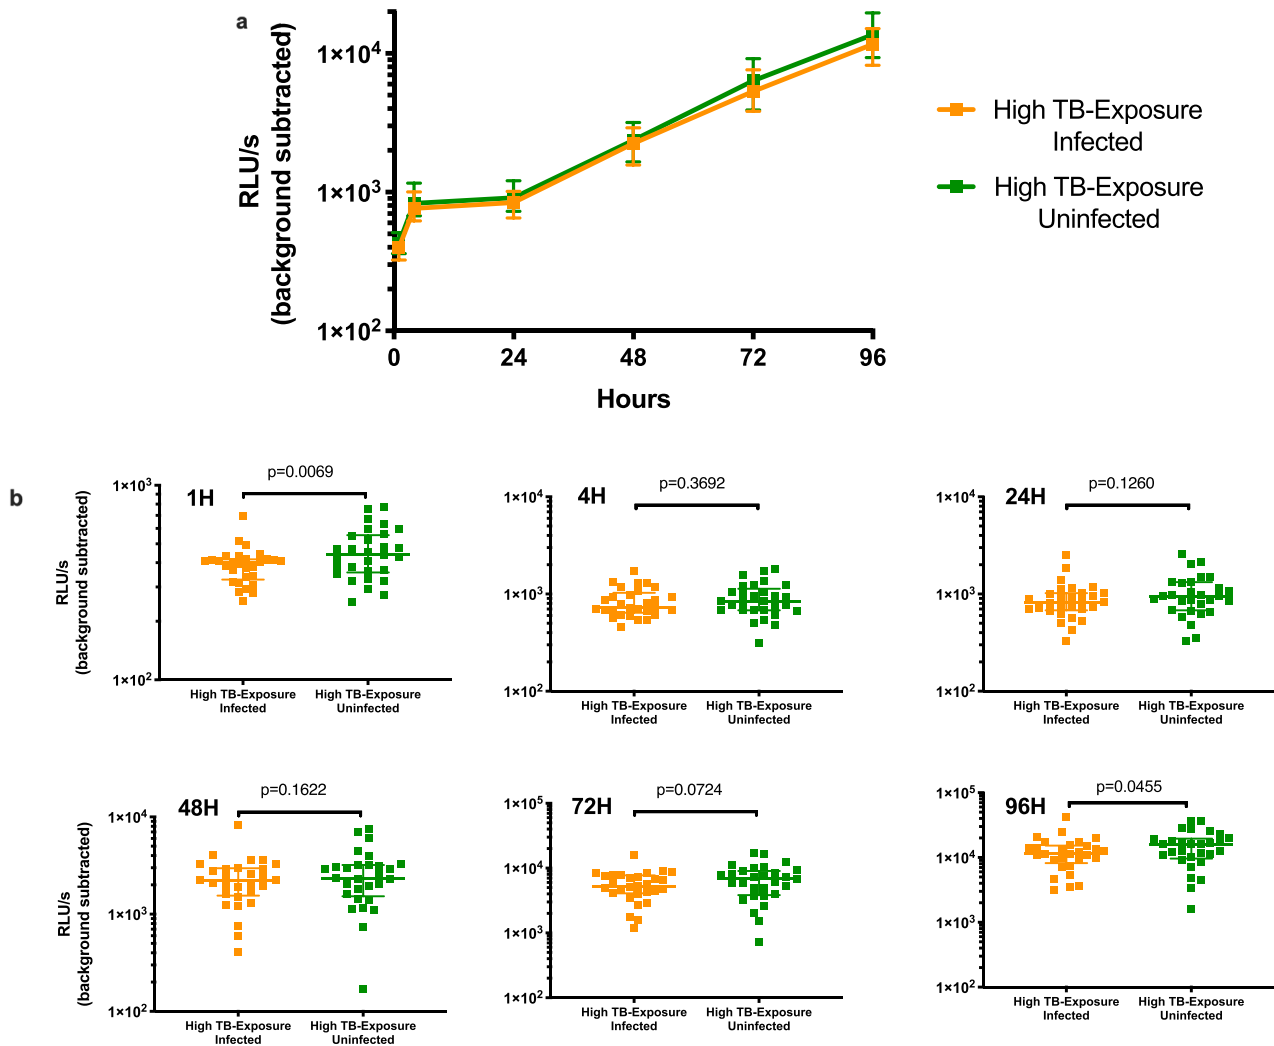 a
RLU/s
(background subtracted)
1×10⁴
1×10³
1×10²
0 24 48 72 96
Hours
High TB-Exposure
Infected
High TB-Exposure
Uninfected
b
RLU/s
(background subtracted)
1×10³
1×10²
1H
p=0.0069
High TB-Exposure
Infected
High TB-Exposure
Uninfected
1×10⁴
1×10³
1×10²
4H
p=0.3692
High TB-Exposure
Infected
High TB-Exposure
Uninfected
1×10⁴
1×10³
1×10²
24H
p=0.1260
High TB-Exposure
Infected
High TB-Exposure
Uninfected
RLU/s
(background subtracted)
1×10⁴
1×10³
1×10²
48H
p=0.1622
High TB-Exposure
Infected
High TB-Exposure
Uninfected
1×10⁵
1×10⁴
1×10³
1×10²
72H
p=0.0724
High TB-Exposure
Infected
High TB-Exposure
Uninfected
1×10⁵
1×10⁴
1×10³
1×10²
96H
p=0.0455
High TB-Exposure
Infected
High TB-Exposure
Uninfected